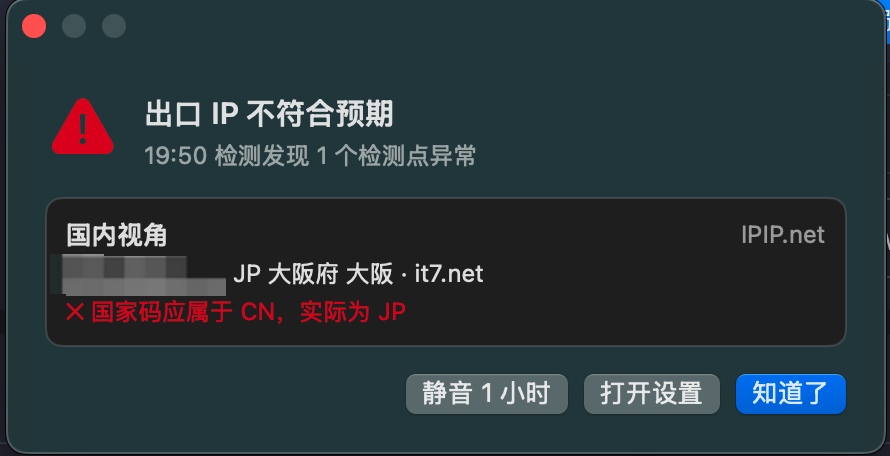 出口 IP 不符合预期
19:50 检测发现 1 个检测点异常
国内视角
IPIP.net
JP 大阪府 大阪 · it7.net
× 国家码应属于 CN，实际为 JP
静音 1 小时
打开设置
知道了